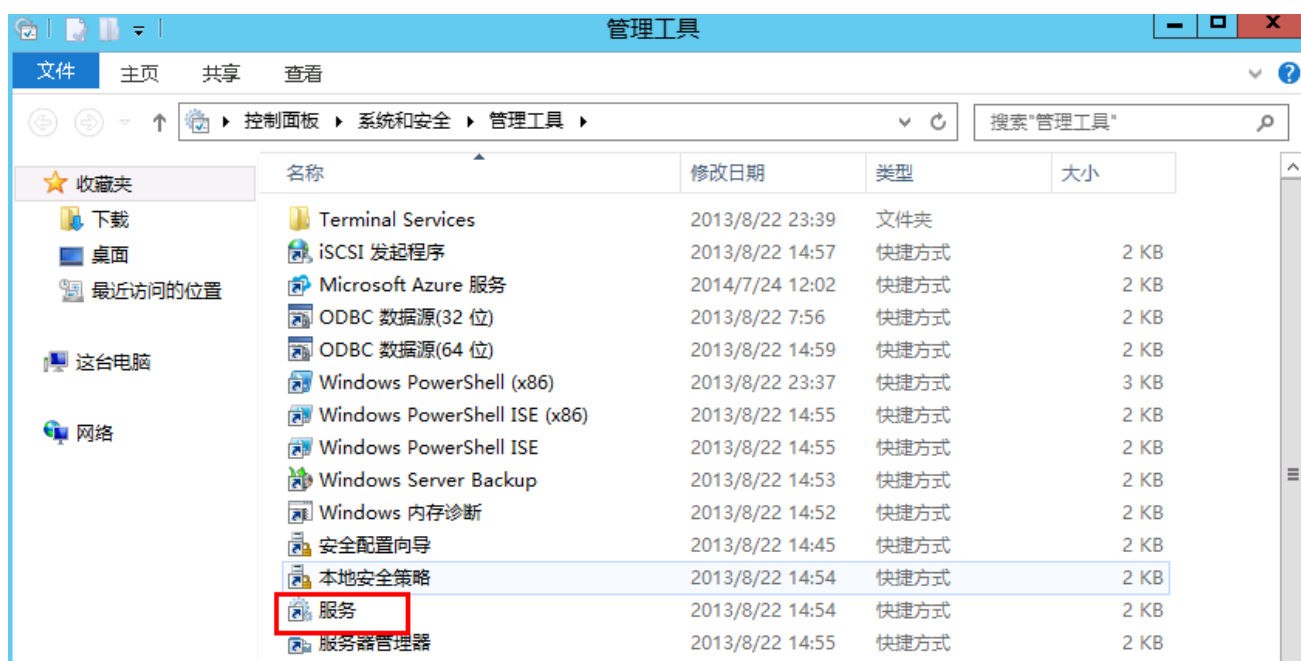 管理工具
文件 主页 共享 查看
控制面板 系统和安全 管理工具 搜索"管理工具"
名称 修改日期 类型 大小
收藏夹
下载
桌面
最近访问的位置
这台电脑
网络
Terminal Services 2013/8/22 23:39 文件夹
iSCSI 发起程序 2013/8/22 14:57 快捷方式 2 KB
Microsoft Azure 服务 2014/7/24 12:02 快捷方式 2 KB
ODBC 数据源(32 位) 2013/8/22 7:56 快捷方式 2 KB
ODBC 数据源(64 位) 2013/8/22 14:59 快捷方式 2 KB
Windows PowerShell (x86) 2013/8/22 23:37 快捷方式 3 KB
Windows PowerShell ISE (x86) 2013/8/22 14:55 快捷方式 2 KB
Windows PowerShell ISE 2013/8/22 14:55 快捷方式 2 KB
Windows Server Backup 2013/8/22 14:53 快捷方式 2 KB
Windows 内存诊断 2013/8/22 14:52 快捷方式 2 KB
安全配置向导 2013/8/22 14:45 快捷方式 2 KB
本地安全策略 2013/8/22 14:54 快捷方式 2 KB
服务 2013/8/22 14:54 快捷方式 2 KB
服务器管理器 2013/8/22 14:55 快捷方式 2 KB